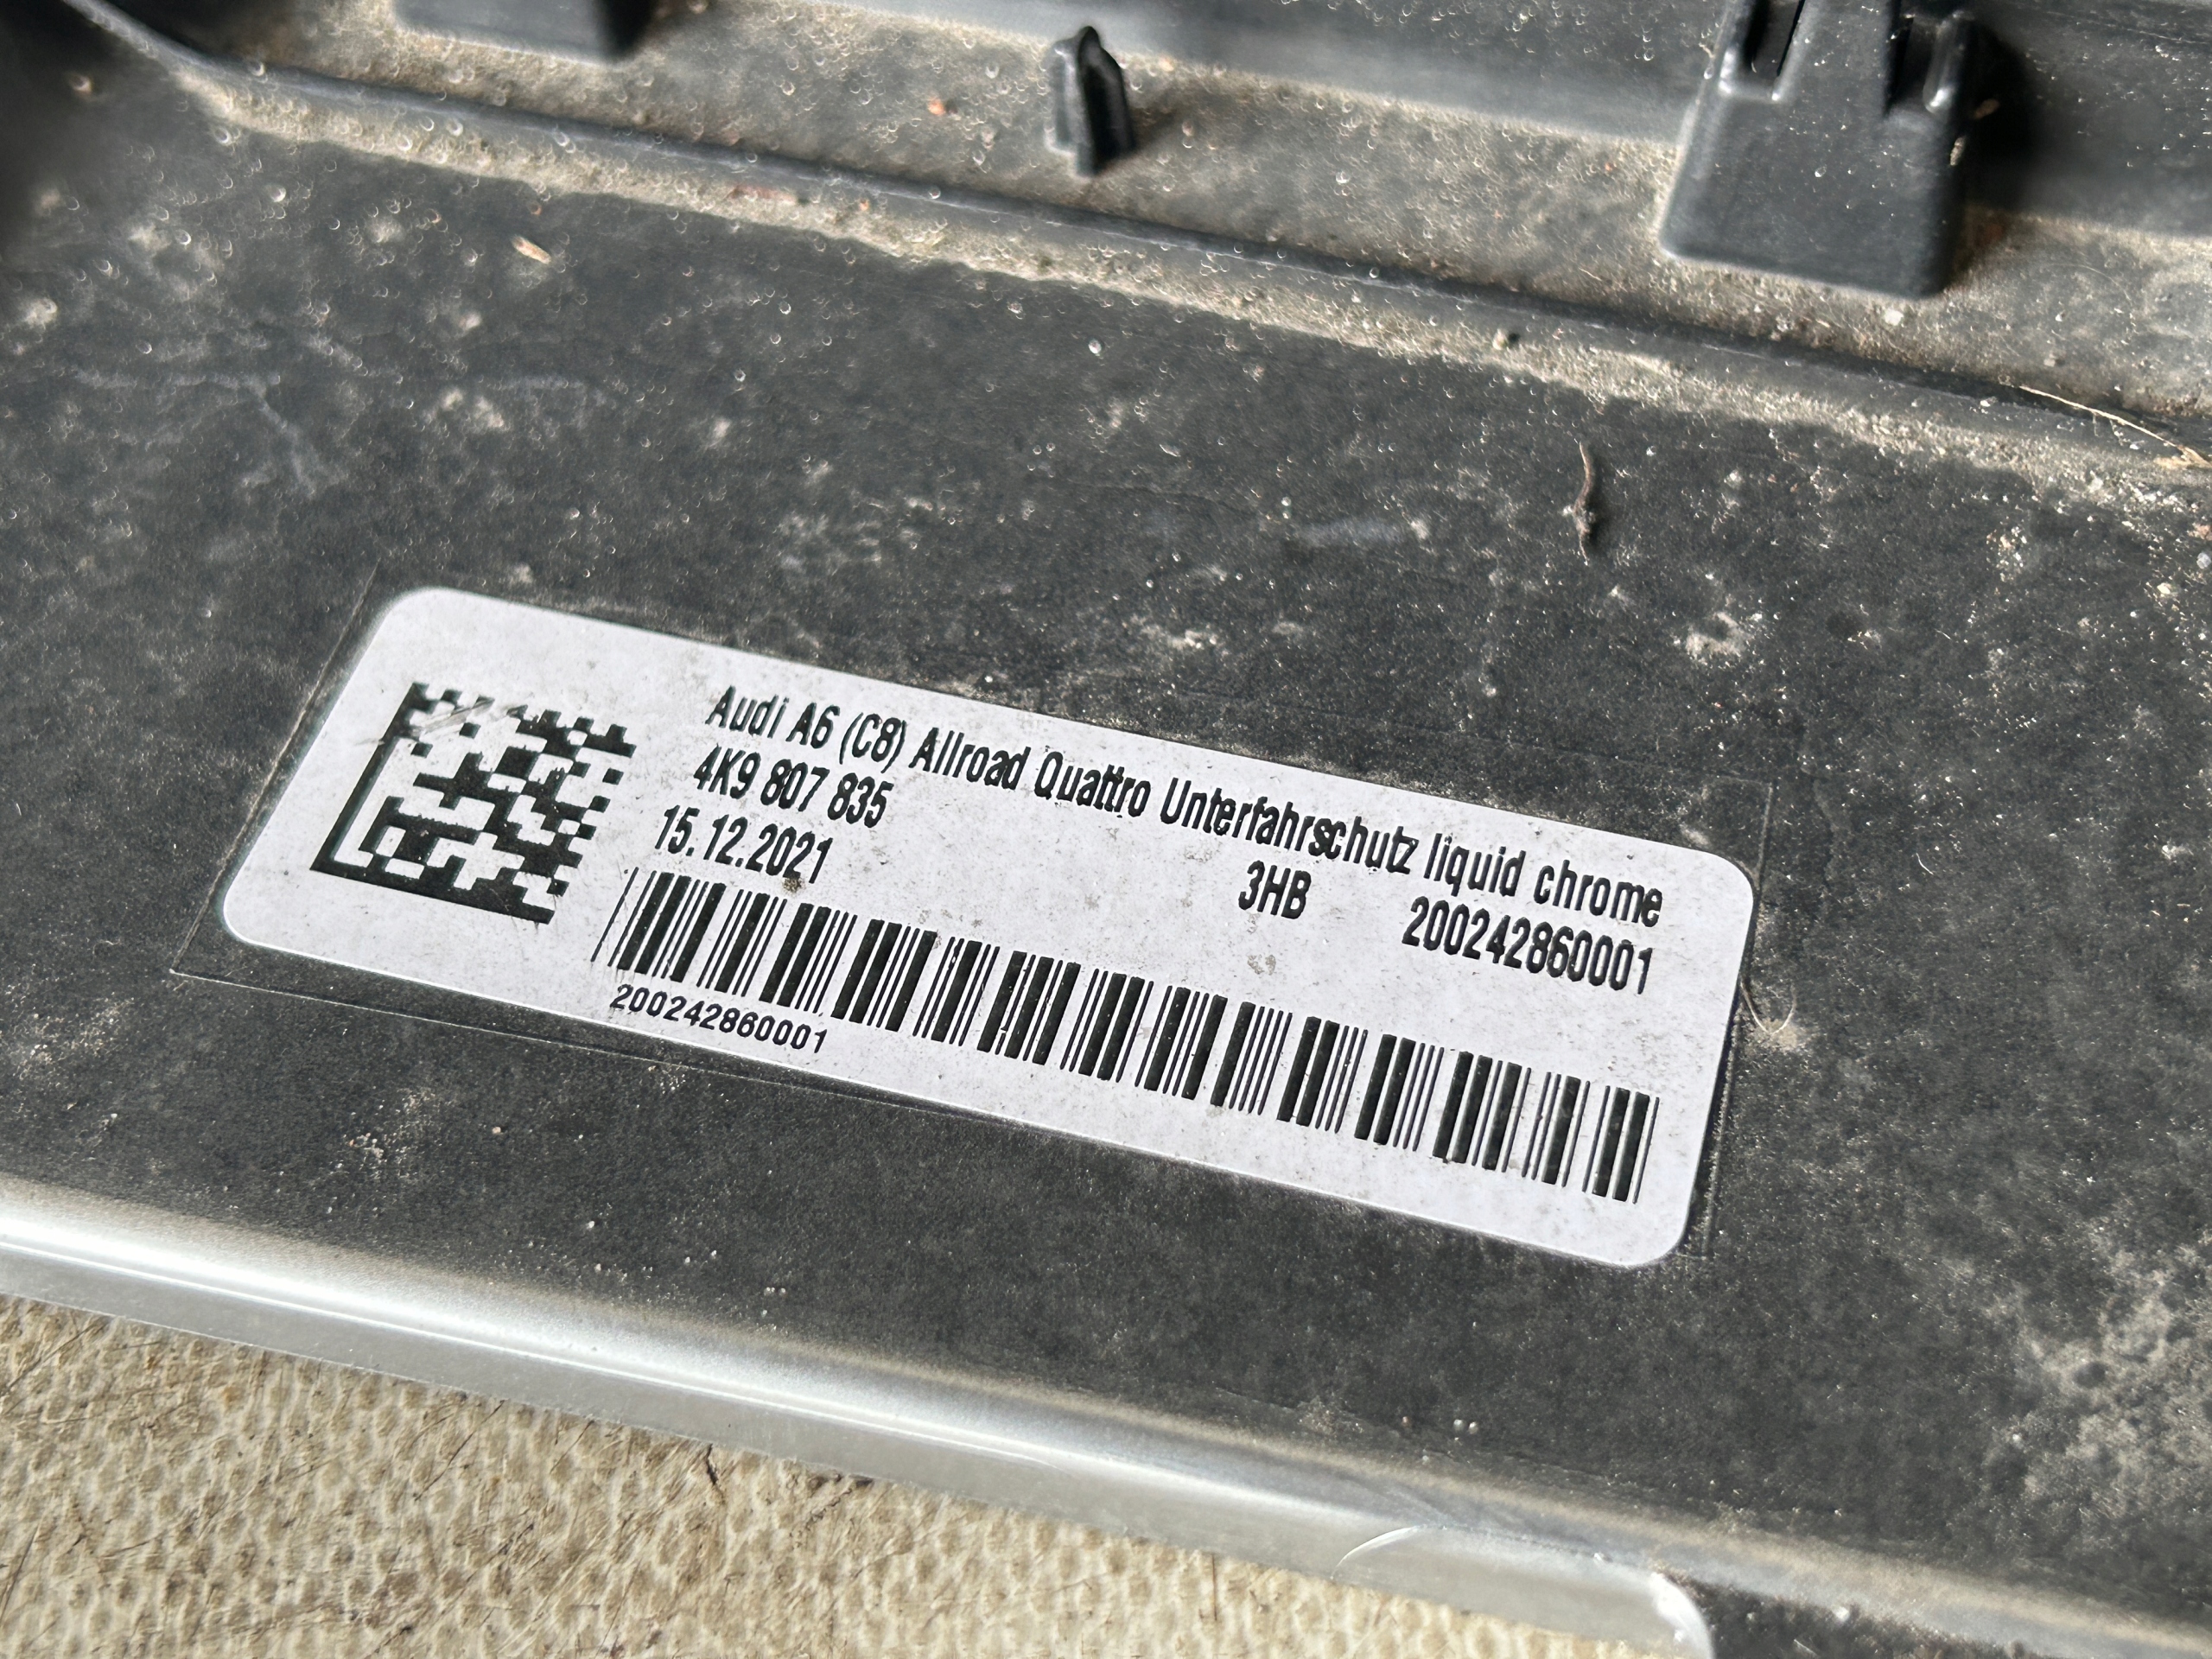 Audi A6 (C8) Allroad Quattro Unterfahrschutz liquid chrome
4K9 807 835 3HB 200242860001
15.12.2021
200242860001